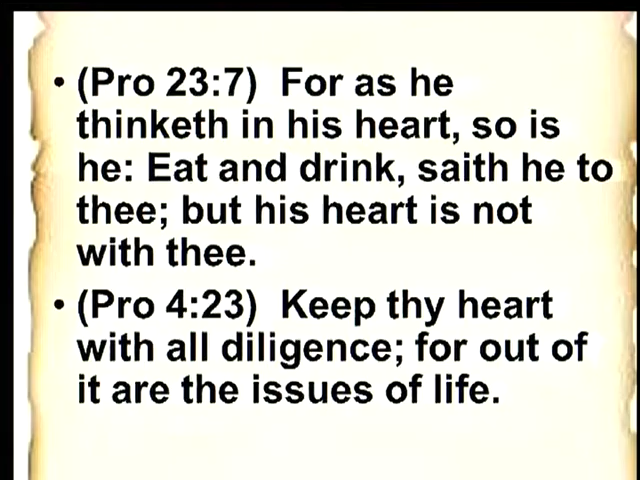 • (Pro 23:7)  For as he
thinketh in his heart, so is
he: Eat and drink, saith he to
thee; but his heart is not
with thee.
• (Pro 4:23)  Keep thy heart
with all diligence; for out of
it are the issues of life.